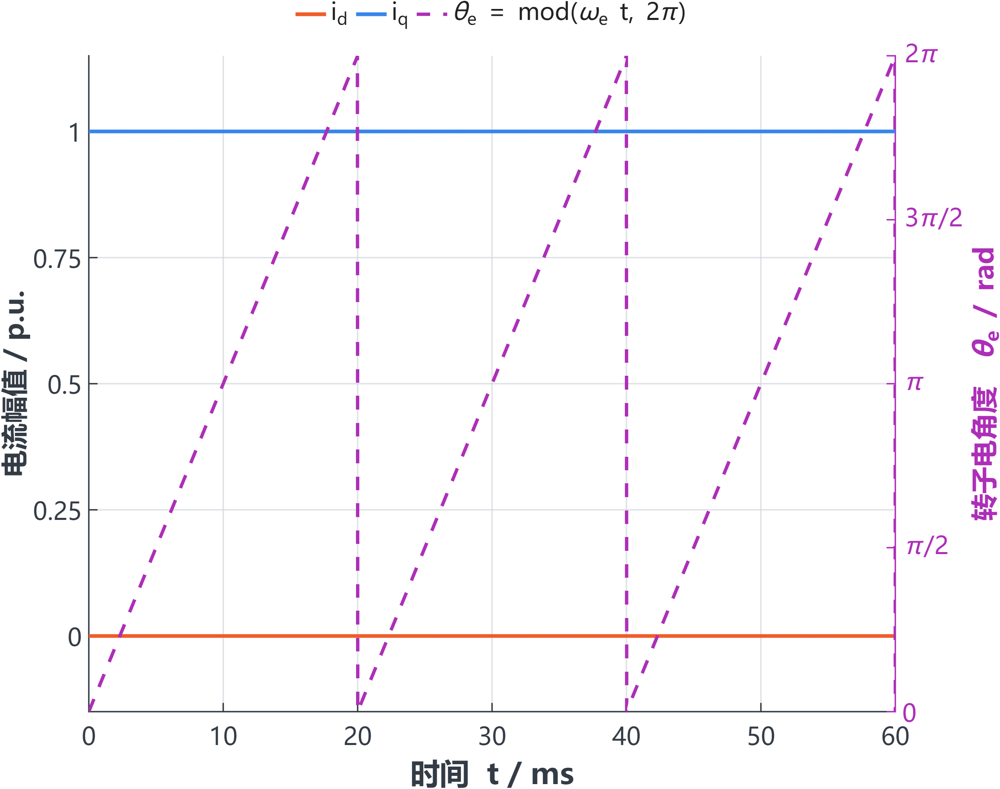 i_d i_q θ_e = mod(ω_e t, 2π)
1
0.75
0.5
0.25
0
电流幅值 / p.u.
2π
3π/2
π
π/2
0
转子电角度 θ_e / rad
0 10 20 30 40 50 60
时间 t / ms